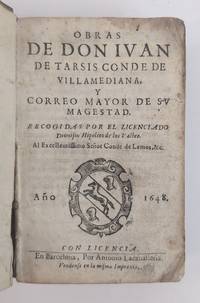 OBRAS
DE DON IVAN
DE TARSIS CONDE DE
VILLAMEDIANA,
Y
CORREO MAYOR DE SV
MAGESTAD.
RECOGIDAS POR EL LICENCIADO
Dionisio Hipolito de los Valles.
Al Excellentissimo Señor Conde de Lemos, &c.
Año 1648.
CON LICENCIA,
En Barcelona, Por Antonio Lacavalleria
Vendense en la misma Imprenta.